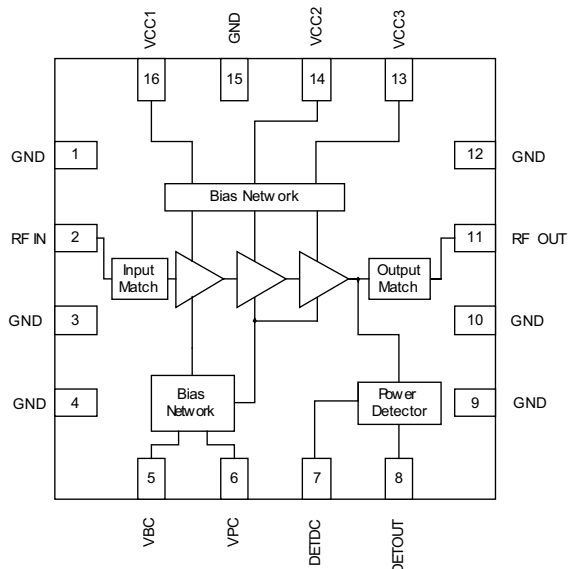 VCC1
GND
VCC2
VCC3
16
15
14
13
GND
1
12
GND
Bias Network
RF IN
2
11
RF OUT
Input
Match
Output
Match
GND
3
10
GND
Bias
Network
Power
Detector
GND
4
9
GND
5
6
7
8
VBC
VPC
DETDC
DETOUT